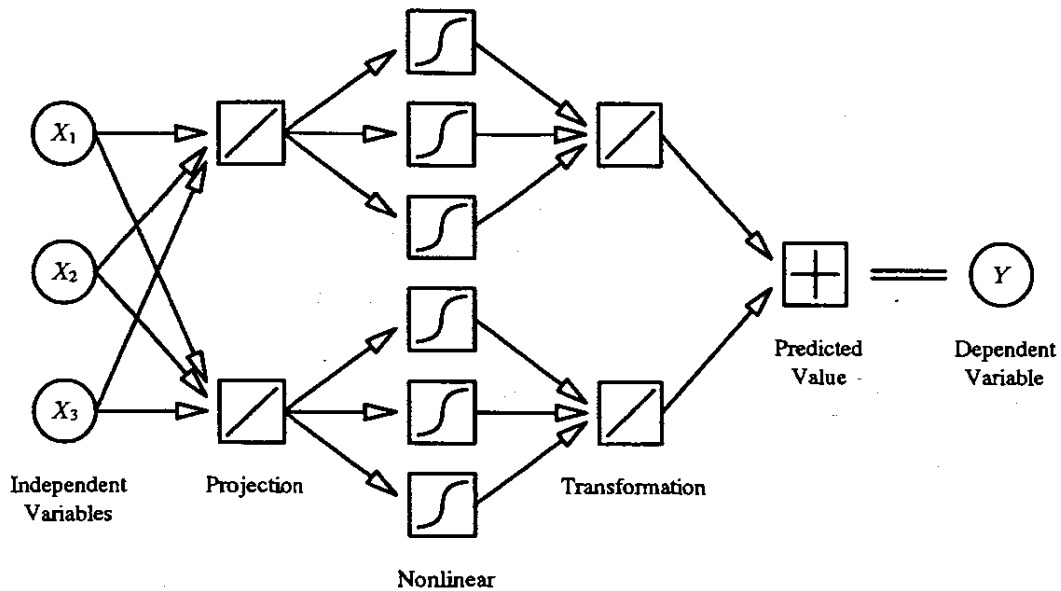 X₁
X₂
X₃
Y
Independent
Variables
Projection
Nonlinear
Transformation
Predicted
Value
Dependent
Variable